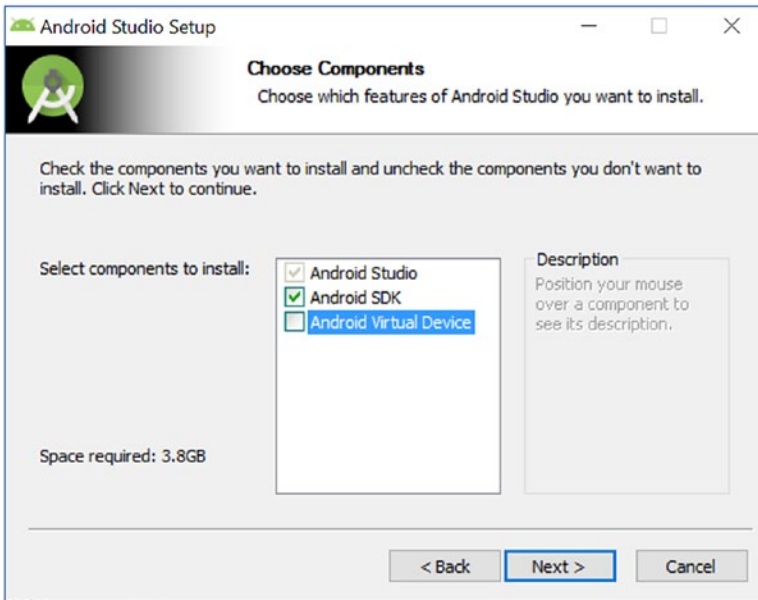 Android Studio Setup
Choose Components
Choose which features of Android Studio you want to install.
Check the components you want to install and uncheck the components you don't want to
install. Click Next to continue.
Select components to install:
Android Studio
Android SDK
Android Virtual Device
Description
Position your mouse
over a component to
see its description.
Space required: 3.8GB
< Back
Next >
Cancel